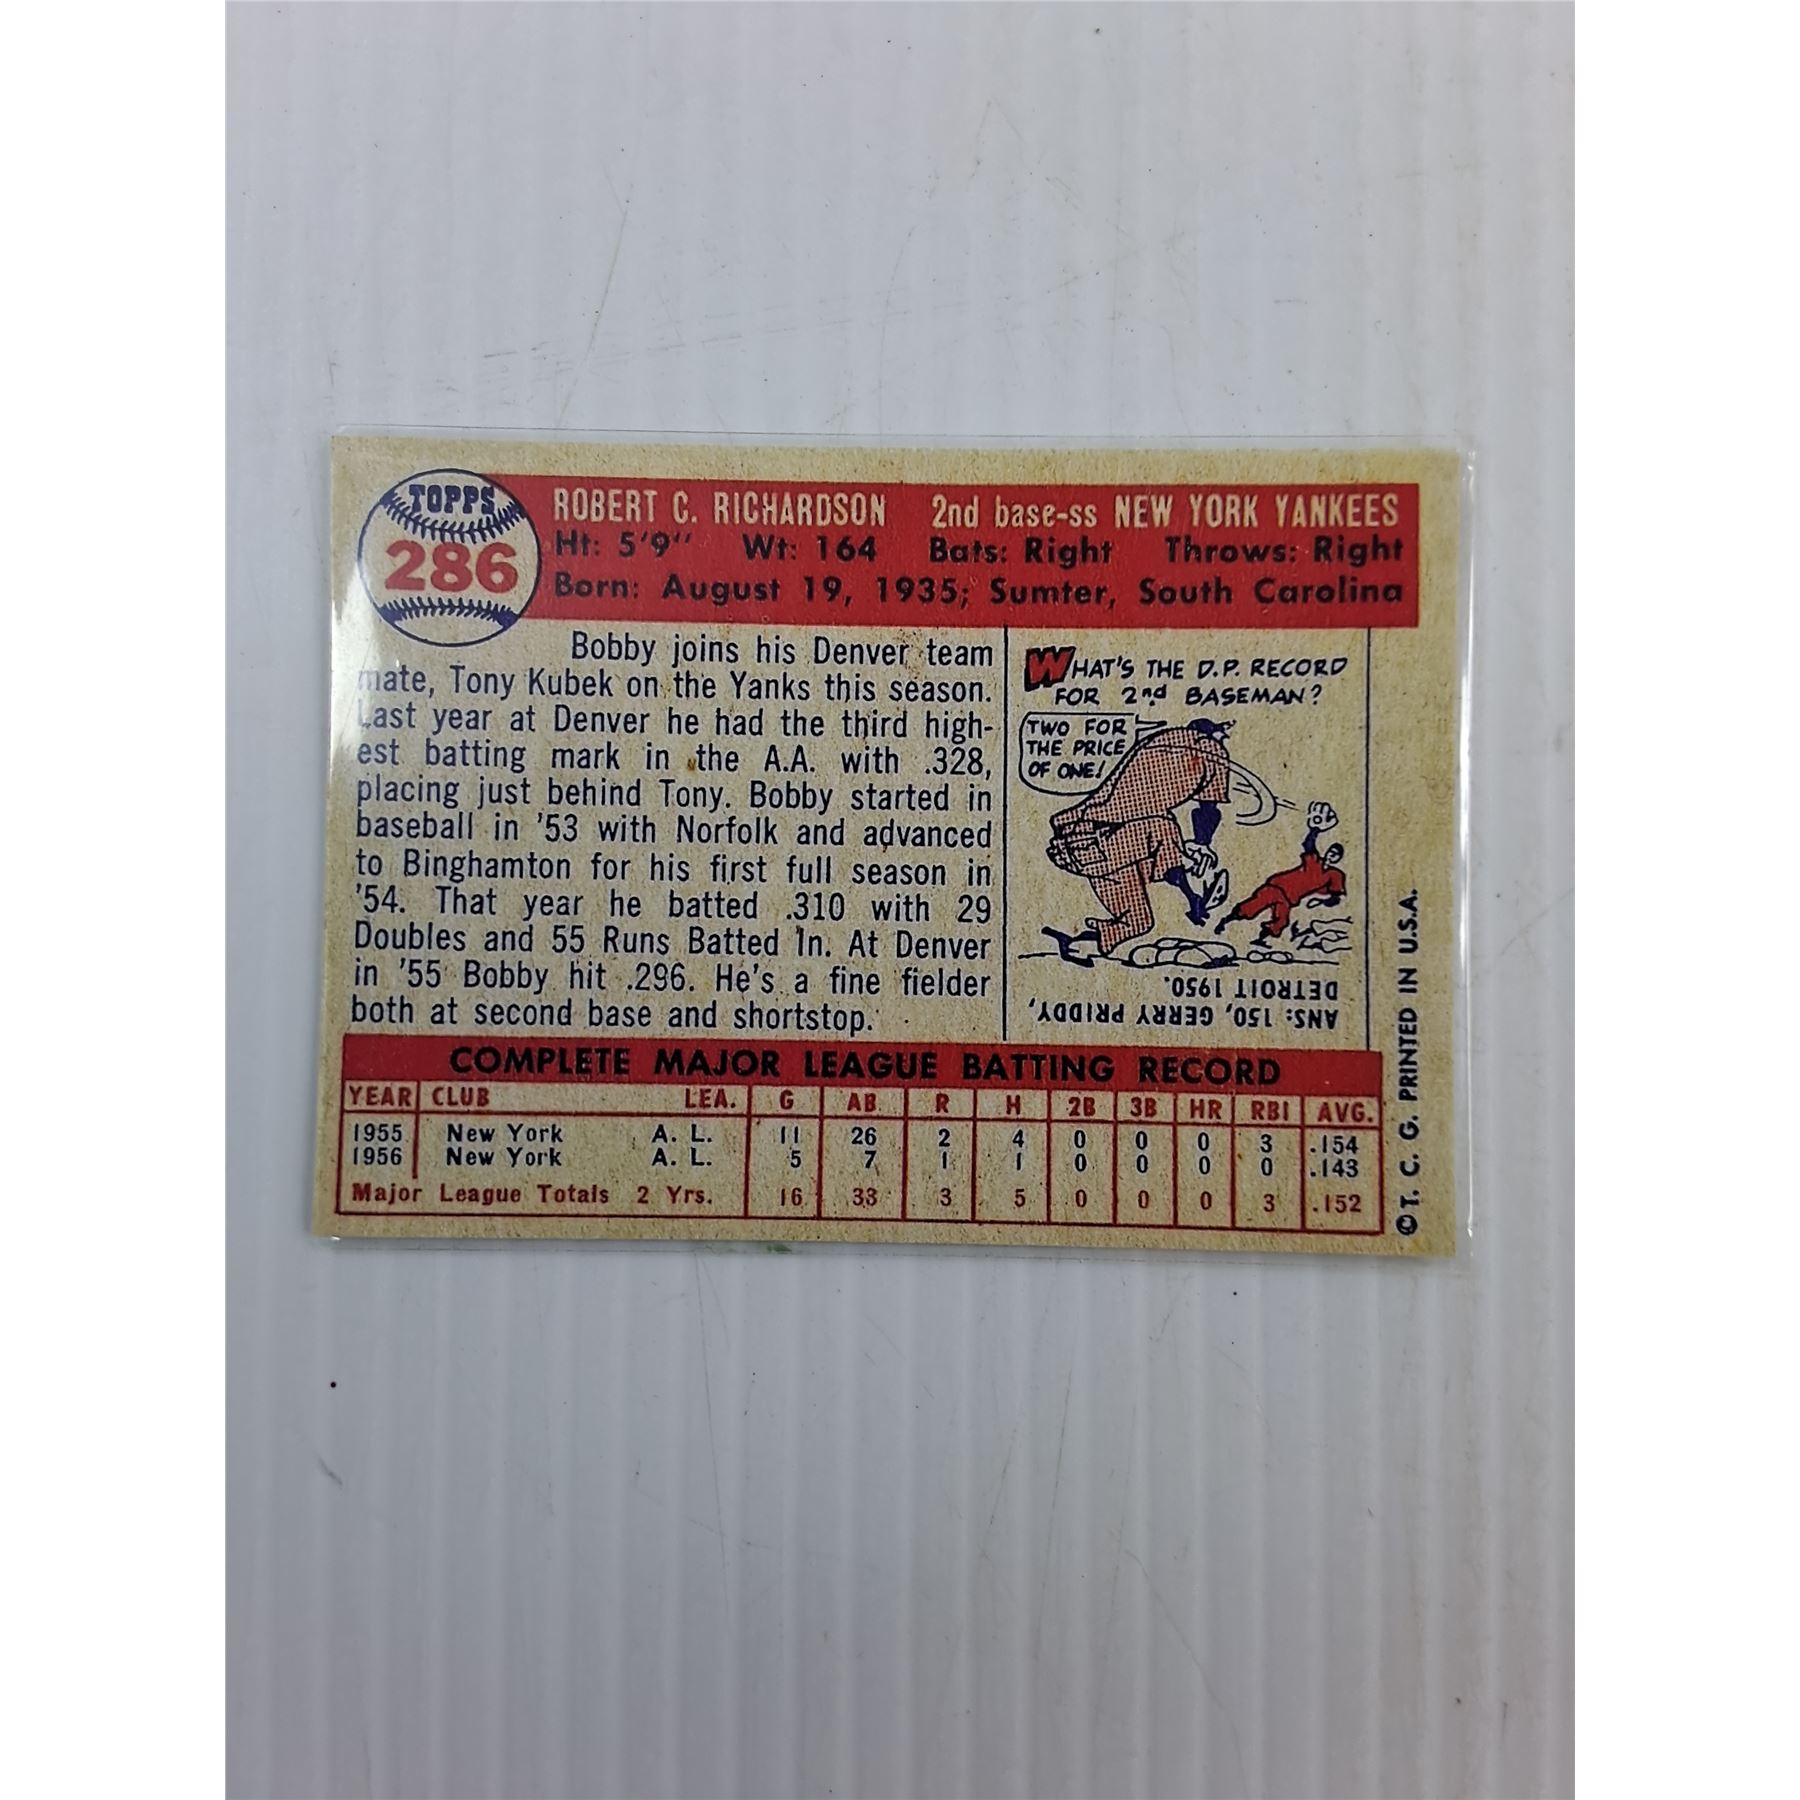 TOPPS
286
ROBERT C. RICHARDSON 2nd base-ss NEW YORK YANKEES
Ht: 5'9" Wt: 164 Bats: Right Throws: Right
Born: August 19, 1935; Sumter, South Carolina
Bobby joins his Denver team
mate, Tony Kubek on the Yanks this season.
Last year at Denver he had the third high-
est batting mark in the A.A. with .328,
placing just behind Tony. Bobby started in
baseball in '53 with Norfolk and advanced
to Binghamton for his first full season in
'54. That year he batted .310 with 29
Doubles and 55 Runs Batted In. At Denver
in '55 Bobby hit .296. He's a fine fielder
both at second base and shortstop.
WHAT'S THE D.P. RECORD
FOR 2nd BASEMAN?
TWO FOR
THE PRICE
OF ONE!
ANS: 150, GERRY PRIDDY,
DETROIT 1950.
COMPLETE MAJOR LEAGUE BATTING RECORD
YEAR CLUB LEA. G AB R H 2B 3B HR RBI AVG.
1955 New York A. L. 11 26 2 4 0 0 0 3 .154
1956 New York A. L. 5 7 1 1 0 0 0 0 .143
Major League Totals 2 Yrs. 16 33 3 5 0 0 0 3 .152
©T. C. G. PRINTED IN U.S.A.